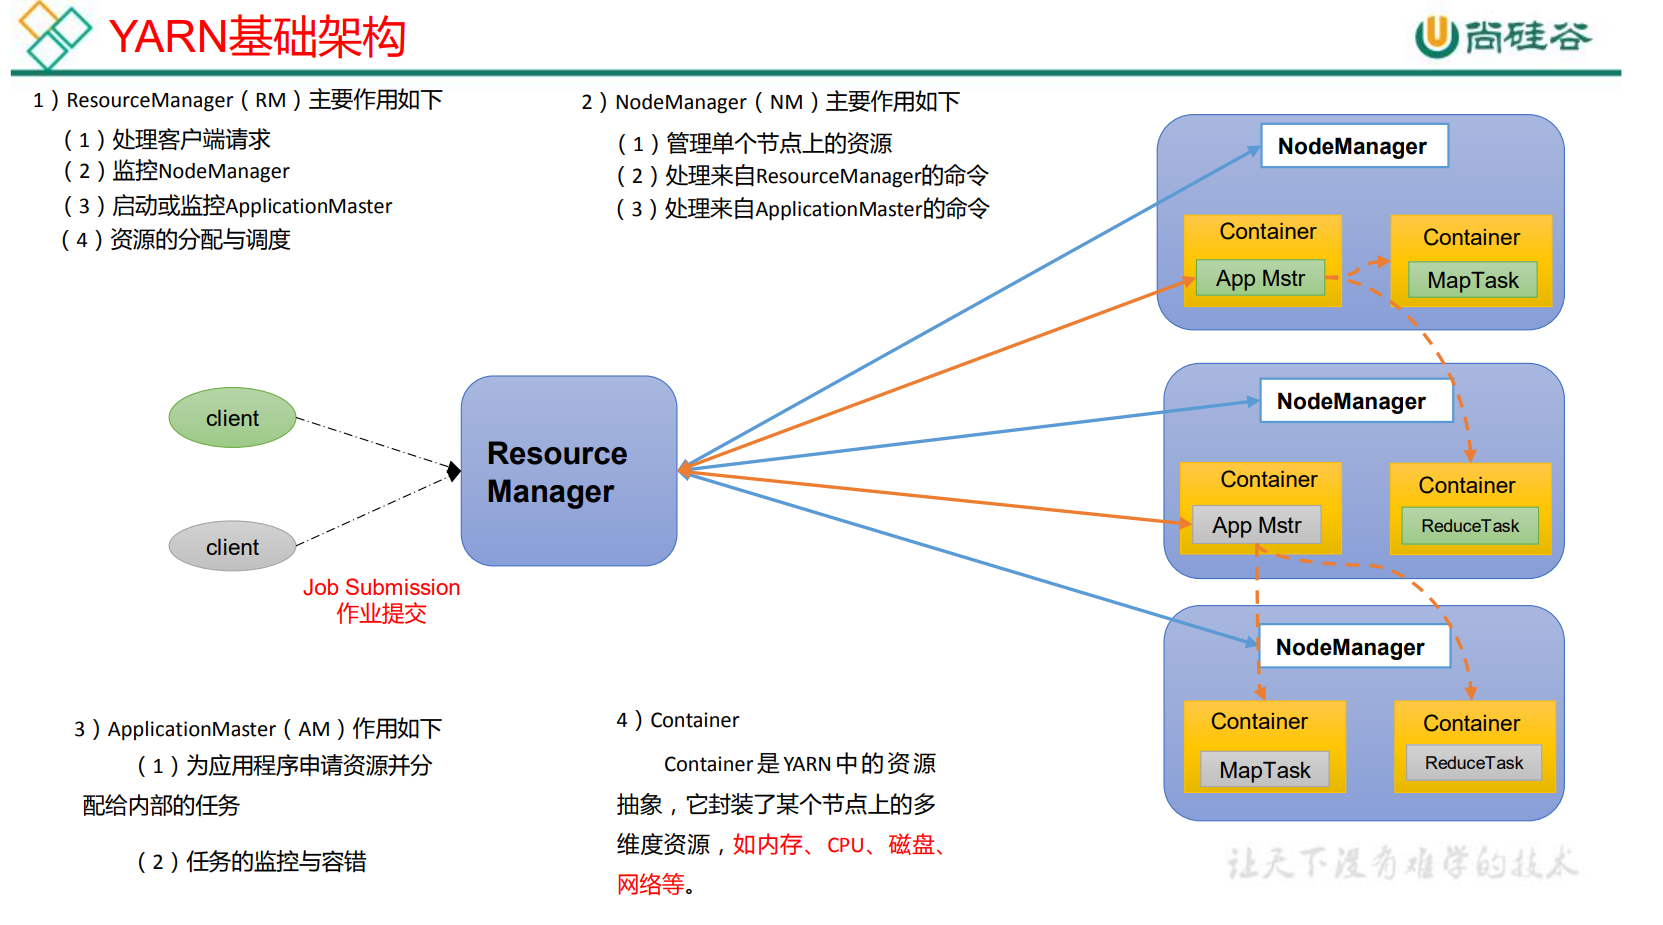 YARN基础架构
尚硅谷
1）ResourceManager（RM）主要作用如下
（1）处理客户端请求
（2）监控NodeManager
（3）启动或监控ApplicationMaster
（4）资源的分配与调度
2）NodeManager（NM）主要作用如下
（1）管理单个节点上的资源
（2）处理来自ResourceManager的命令
（3）处理来自ApplicationMaster的命令
NodeManager
Container
App Mstr
Container
MapTask
client
client
Job Submission
作业提交
Resource
Manager
NodeManager
Container
App Mstr
Container
ReduceTask
NodeManager
Container
MapTask
Container
ReduceTask
3）ApplicationMaster（AM）作用如下
（1）为应用程序申请资源并分
配给内部的任务
（2）任务的监控与容错
4）Container
Container是YARN中的资源
抽象，它封装了某个节点上的多
维度资源，如内存、CPU、磁盘、
网络等。
让天下没有难学的技术